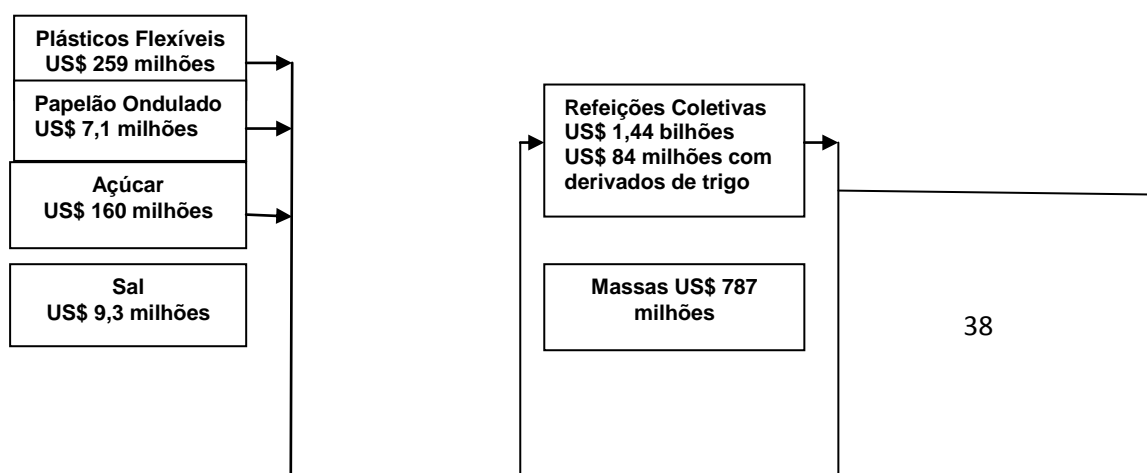 Plásticos Flexíveis
US$ 259 milhões
Papelão Ondulado
US$ 7,1 milhões
Açúcar
US$ 160 milhões
Sal
US$ 9,3 milhões
Refeições Coletivas
US$ 1,44 bilhões
US$ 84 milhões com
derivados de trigo
Massas US$ 787
milhões
38